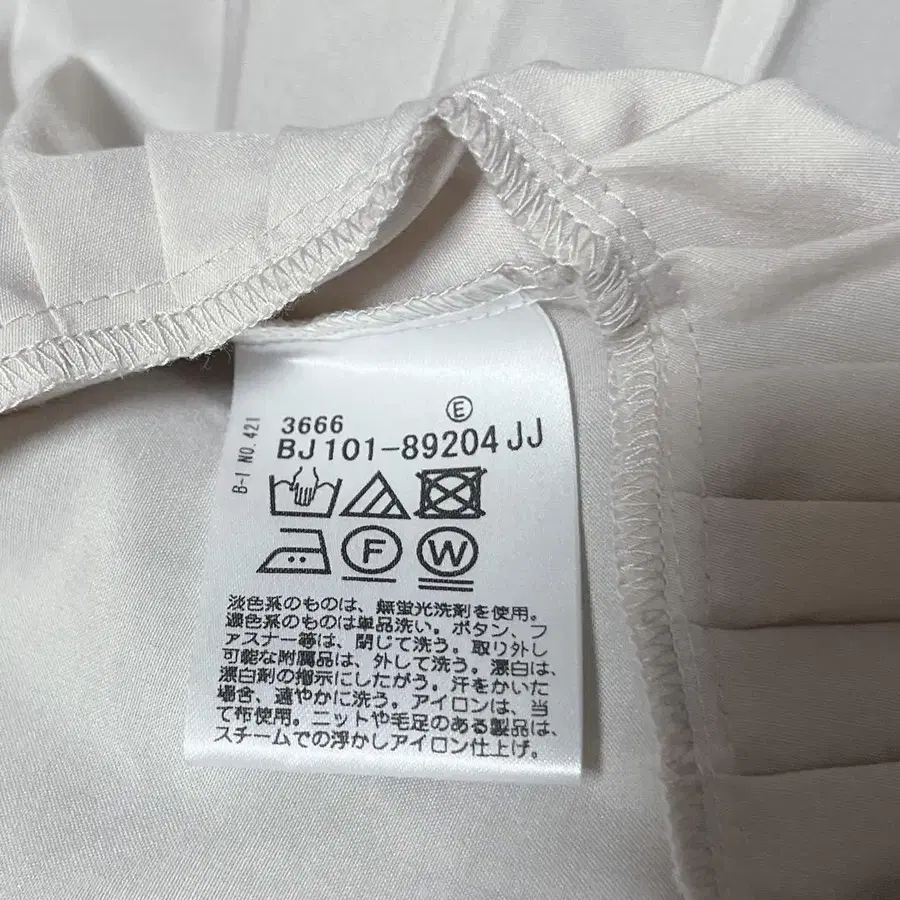 B-1 NO.421
3666 Ⓔ
BJ101-89204JJ
F W
淡色系のものは、無蛍光洗剤を使用。
濃色系のものは単品洗い。ボタン、フ
ァスナー等は、閉じて洗う。取り外し
可能な附属品は、外して洗う。漂白は、
漂白剤の指示にしたがう。汗をかいた
場合、速やかに洗う。アイロンは、当
て布使用。ニットや毛足のある製品は、
スチームでの浮かしアイロン仕上げ。